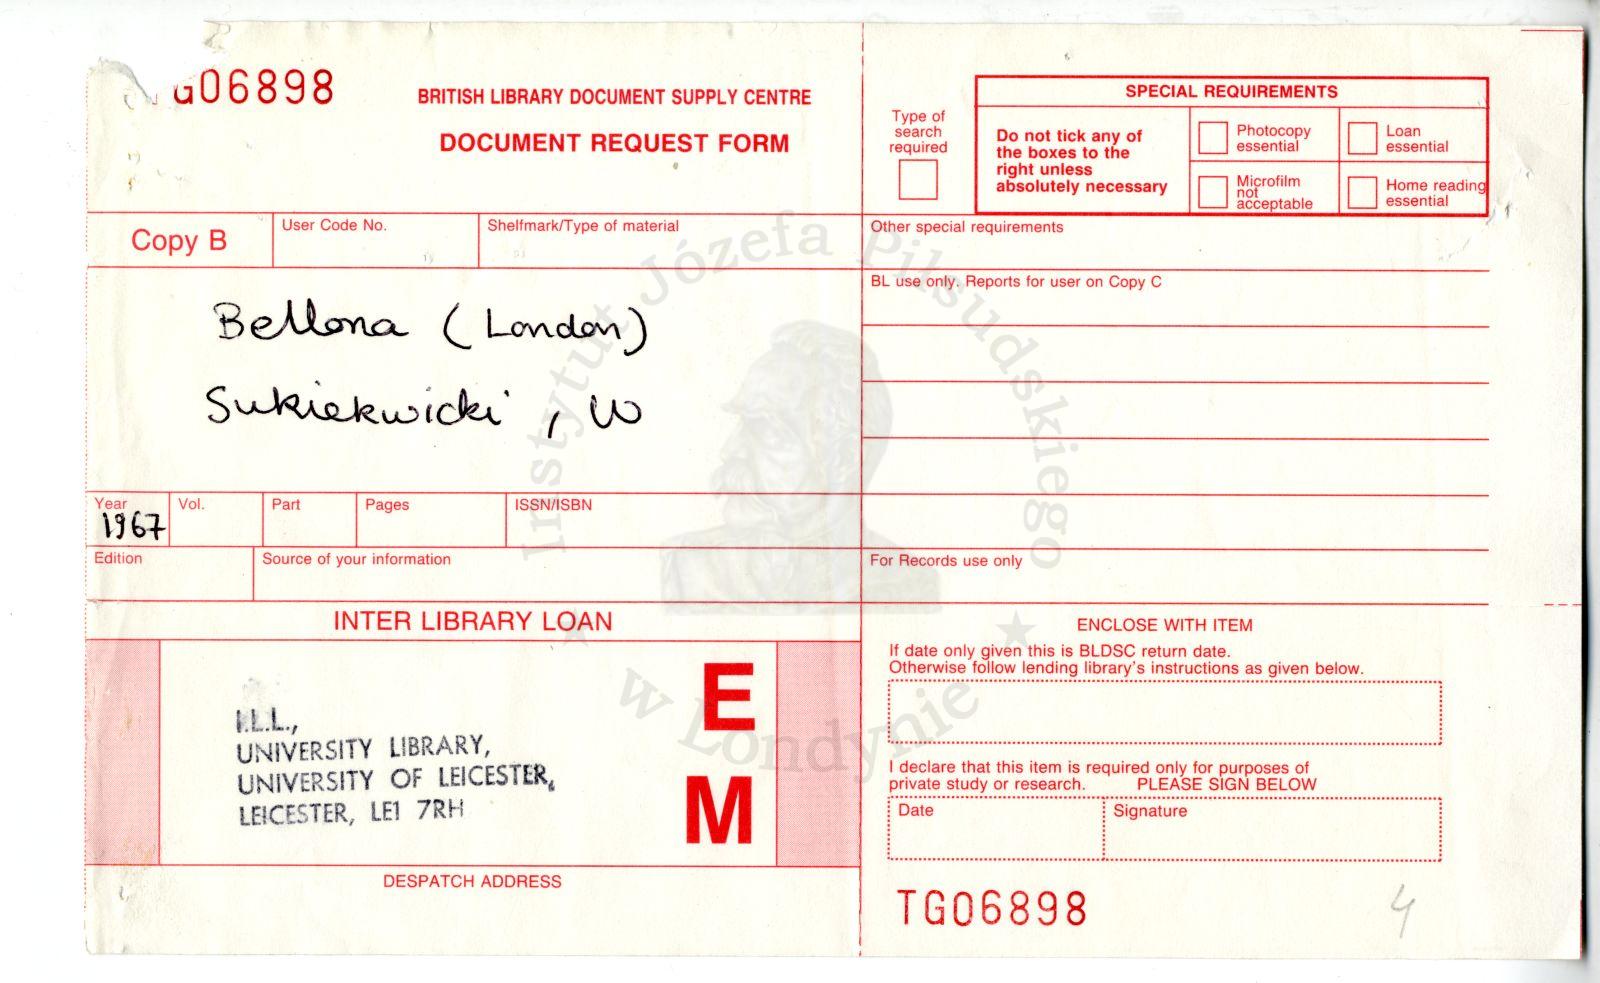 G06898
BRITISH LIBRARY DOCUMENT SUPPLY CENTRE
DOCUMENT REQUEST FORM
Copy B
User Code No.
Shelfmark/Type of material
Bellona (London)
Sukiekwicki, W
Year
1967
Vol.
Part
Pages
ISSN/ISBN
Edition
Source of your information
INTER LIBRARY LOAN
E
M
I.L.L.,
UNIVERSITY LIBRARY,
UNIVERSITY OF LEICESTER,
LEICESTER, LE1 7RH
DESPATCH ADDRESS
Type of
search
required
SPECIAL REQUIREMENTS
Do not tick any of
the boxes to the
right unless
absolutely necessary
Photocopy
essential
Loan
essential
Microfilm
not
acceptable
Home reading
essential
Other special requirements
BL use only. Reports for user on Copy C
For Records use only
ENCLOSE WITH ITEM
If date only given this is BLDSC return date.
Otherwise follow lending library's instructions as given below.
I declare that this item is required only for purposes of
private study or research. PLEASE SIGN BELOW
Date
Signature
TG06898
4
Instytut Józefa Piłsudskiego
w Londynie